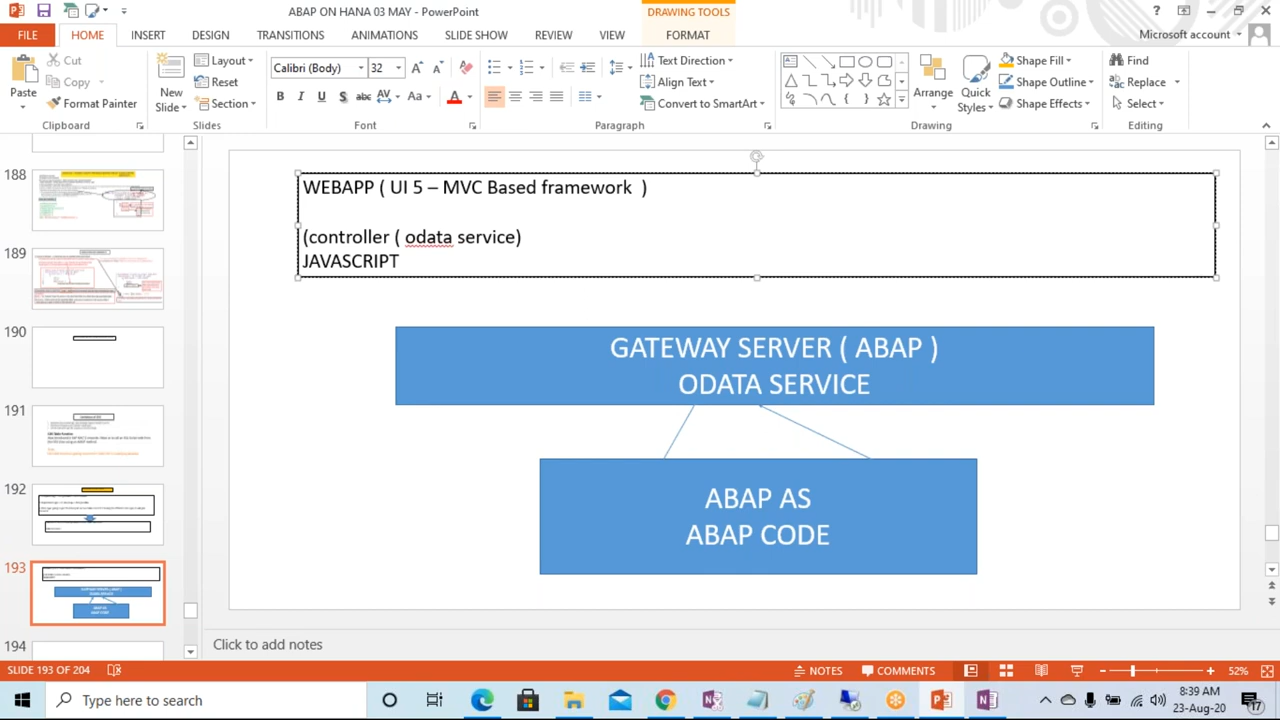 ABAP ON HANA 03 MAY - PowerPoint
DRAWING TOOLS
FILE HOME INSERT DESIGN TRANSITIONS ANIMATIONS SLIDE SHOW REVIEW VIEW FORMAT
Microsoft account
Paste
Cut
Copy
Format Painter
Clipboard
New Slide
Layout
Reset
Section
Slides
Calibri (Body) 32
B I U S abc AV Aa A
Font
Text Direction
Align Text
Convert to SmartArt
Paragraph
Arrange
Quick Styles
Shape Fill
Shape Outline
Shape Effects
Drawing
Find
Replace
Select
Editing
188
189
190
191
192
193
194
WEBAPP ( UI 5 – MVC Based framework )
(controller ( odata service)
JAVASCRIPT
GATEWAY SERVER ( ABAP )
ODATA SERVICE
ABAP AS
ABAP CODE
Click to add notes
SLIDE 193 OF 204
NOTES
COMMENTS
52%
Type here to search
8:39 AM
23-Aug-20
17